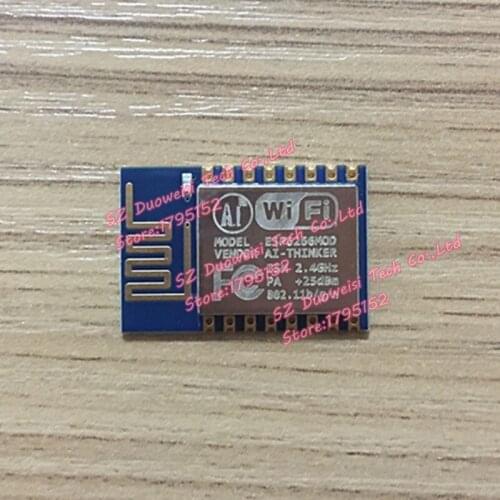 SZ Duoweisi Tech Co.,Ltd
Store:1795152
SZ Duoweisi Tech Co.,Ltd
Store:1795152
SZ Duoweisi Tech Co.,Ltd
Store:1795152
AI
WiFi
MODEL ESP8266MOD
VENDOR AI-THINKER
ISM 2.4GHz
FC PA +25dBm
802.11b/g/n